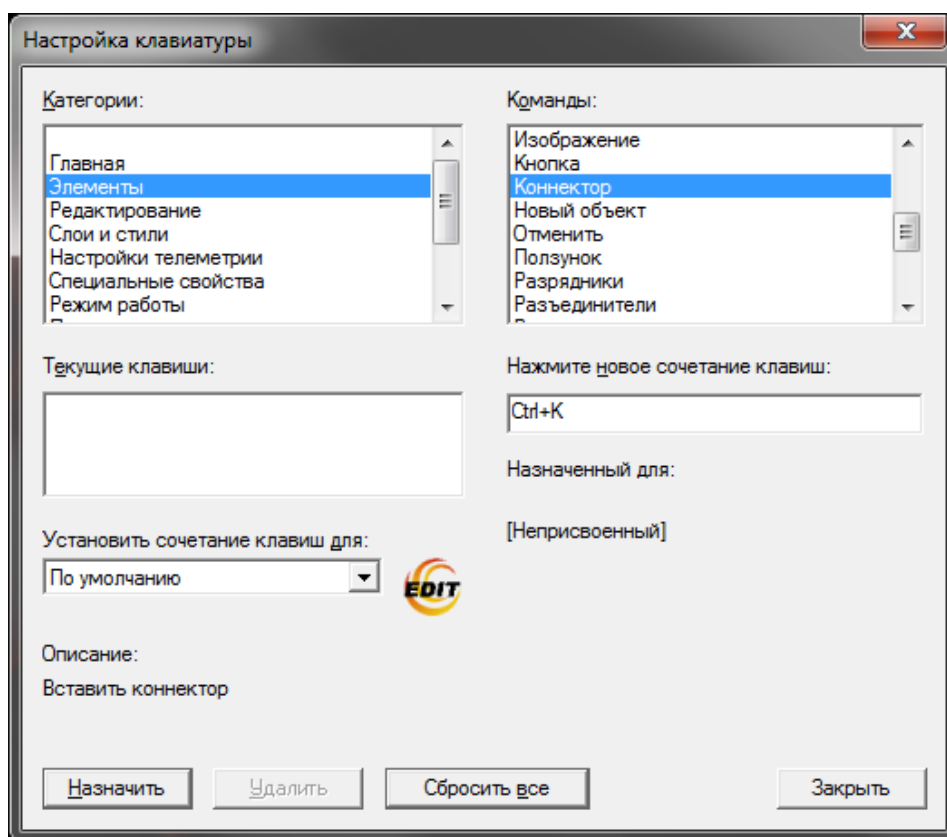 Настройка клавиатуры
Категории:
Главная
Элементы
Редактирование
Слои и стили
Настройки телеметрии
Специальные свойства
Режим работы
Команды:
Изображение
Кнопка
Коннектор
Новый объект
Отменить
Ползунок
Разрядники
Разъединители
Текущие клавиши:
Нажмите новое сочетание клавиш:
Ctrl+K
Назначенный для:
[Неприсвоенный]
Установить сочетание клавиш для:
По умолчанию
EDIT
Описание:
Вставить коннектор
Назначить
Удалить
Сбросить все
Закрыть